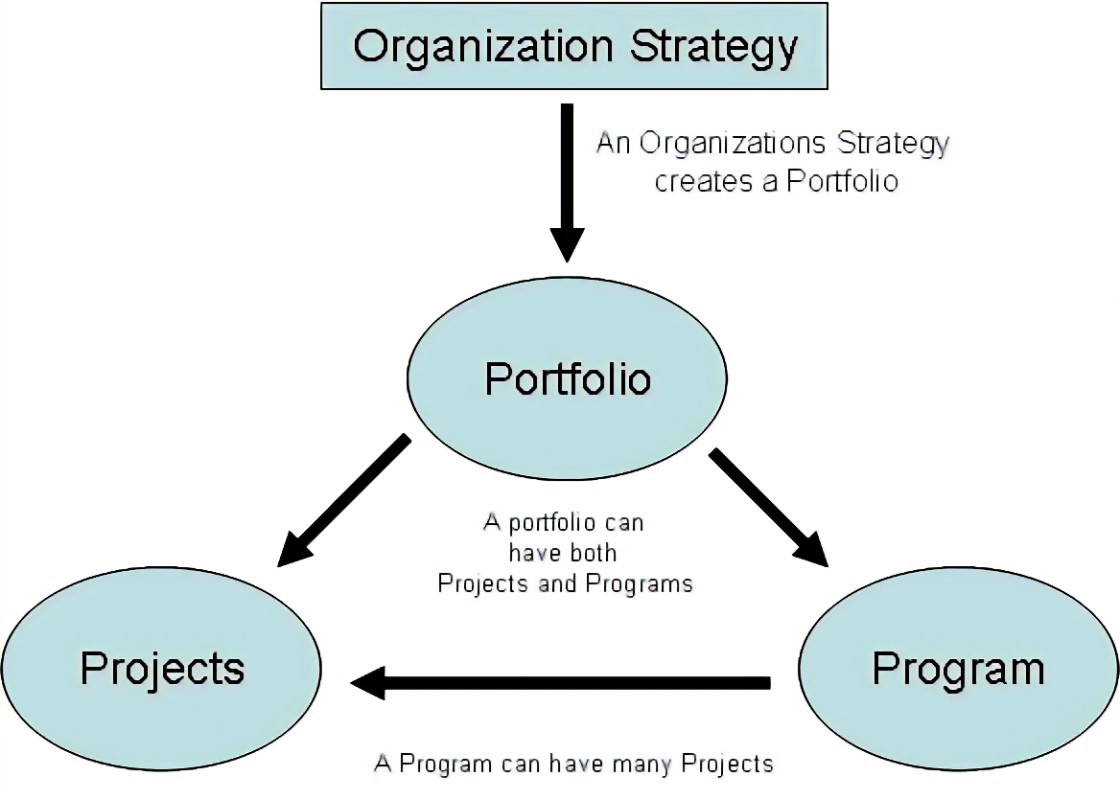 Organization Strategy
An Organizations Strategy
creates a Portfolio
Portfolio
A portfolio can
have both
Projects and Programs
Projects
Program
A Program can have many Projects